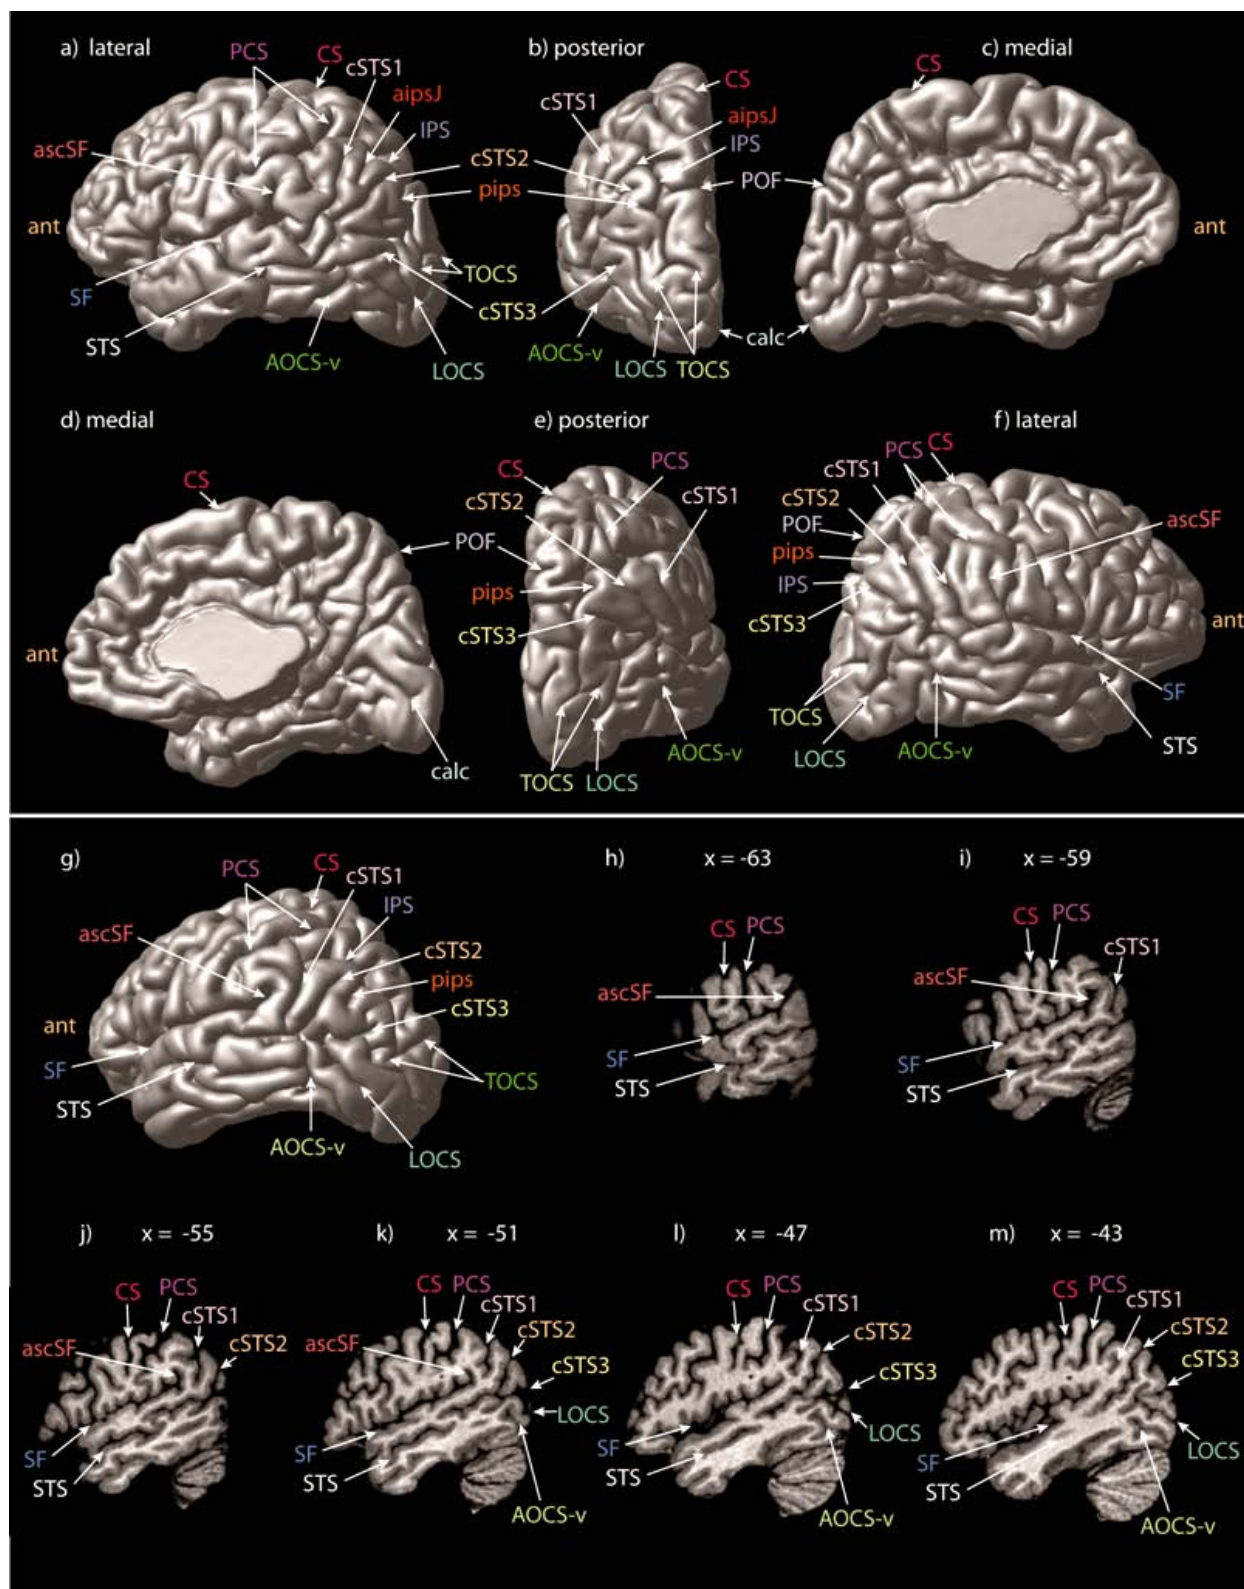 a) lateral
PCS
CS
cSTS1
aipsJ
IPS
ascSF
cSTS2
pips
ant
SF
STS
AOCS-v
LOCS
cSTS3
TOCS
b) posterior
CS
cSTS1
aipsJ
IPS
POF
calc
LOCS
TOCS
c) medial
CS
ant
d) medial
CS
POF
ant
calc
e) posterior
PCS
CS
cSTS2
cSTS1
pips
cSTS3
TOCS
LOCS
AOCS-v
f) lateral
CS
PCS
cSTS1
cSTS2
POF
ascSF
pips
IPS
cSTS3
ant
SF
TOCS
LOCS
AOCS-v
STS
g)
PCS
CS
cSTS1
IPS
ascSF
cSTS2
pips
cSTS3
ant
SF
STS
TOCS
AOCS-v
LOCS
h) x = -63
CS
PCS
ascSF
SF
STS
i) x = -59
CS
PCS
cSTS1
ascSF
SF
STS
j) x = -55
CS
PCS
cSTS1
ascSF
cSTS2
SF
STS
k) x = -51
CS
PCS
cSTS1
cSTS2
ascSF
cSTS3
LOCS
SF
STS
AOCS-v
l) x = -47
CS
PCS
cSTS1
cSTS2
cSTS3
LOCS
SF
STS
AOCS-v
m) x = -43
CS
PCS
cSTS1
cSTS2
cSTS3
LOCS
SF
STS
AOCS-v